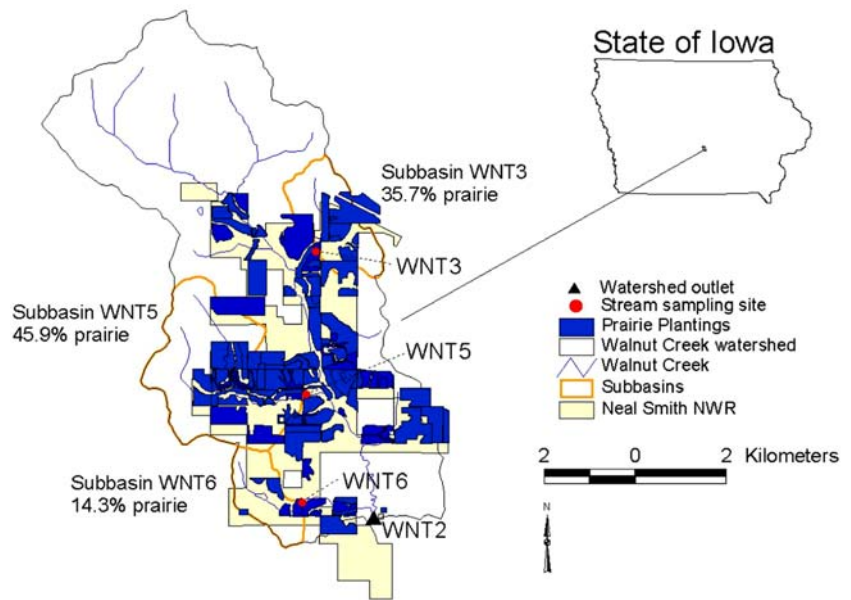 State of Iowa
Subbasin WNT3
35.7% prairie
WNT3
Subbasin WNT5
45.9% prairie
WNT5
Watershed outlet
Stream sampling site
Prairie Plantings
Walnut Creek watershed
Walnut Creek
Subbasins
Neal Smith NWR
2 0 2 Kilometers
Subbasin WNT6
14.3% prairie
WNT6
WNT2
N